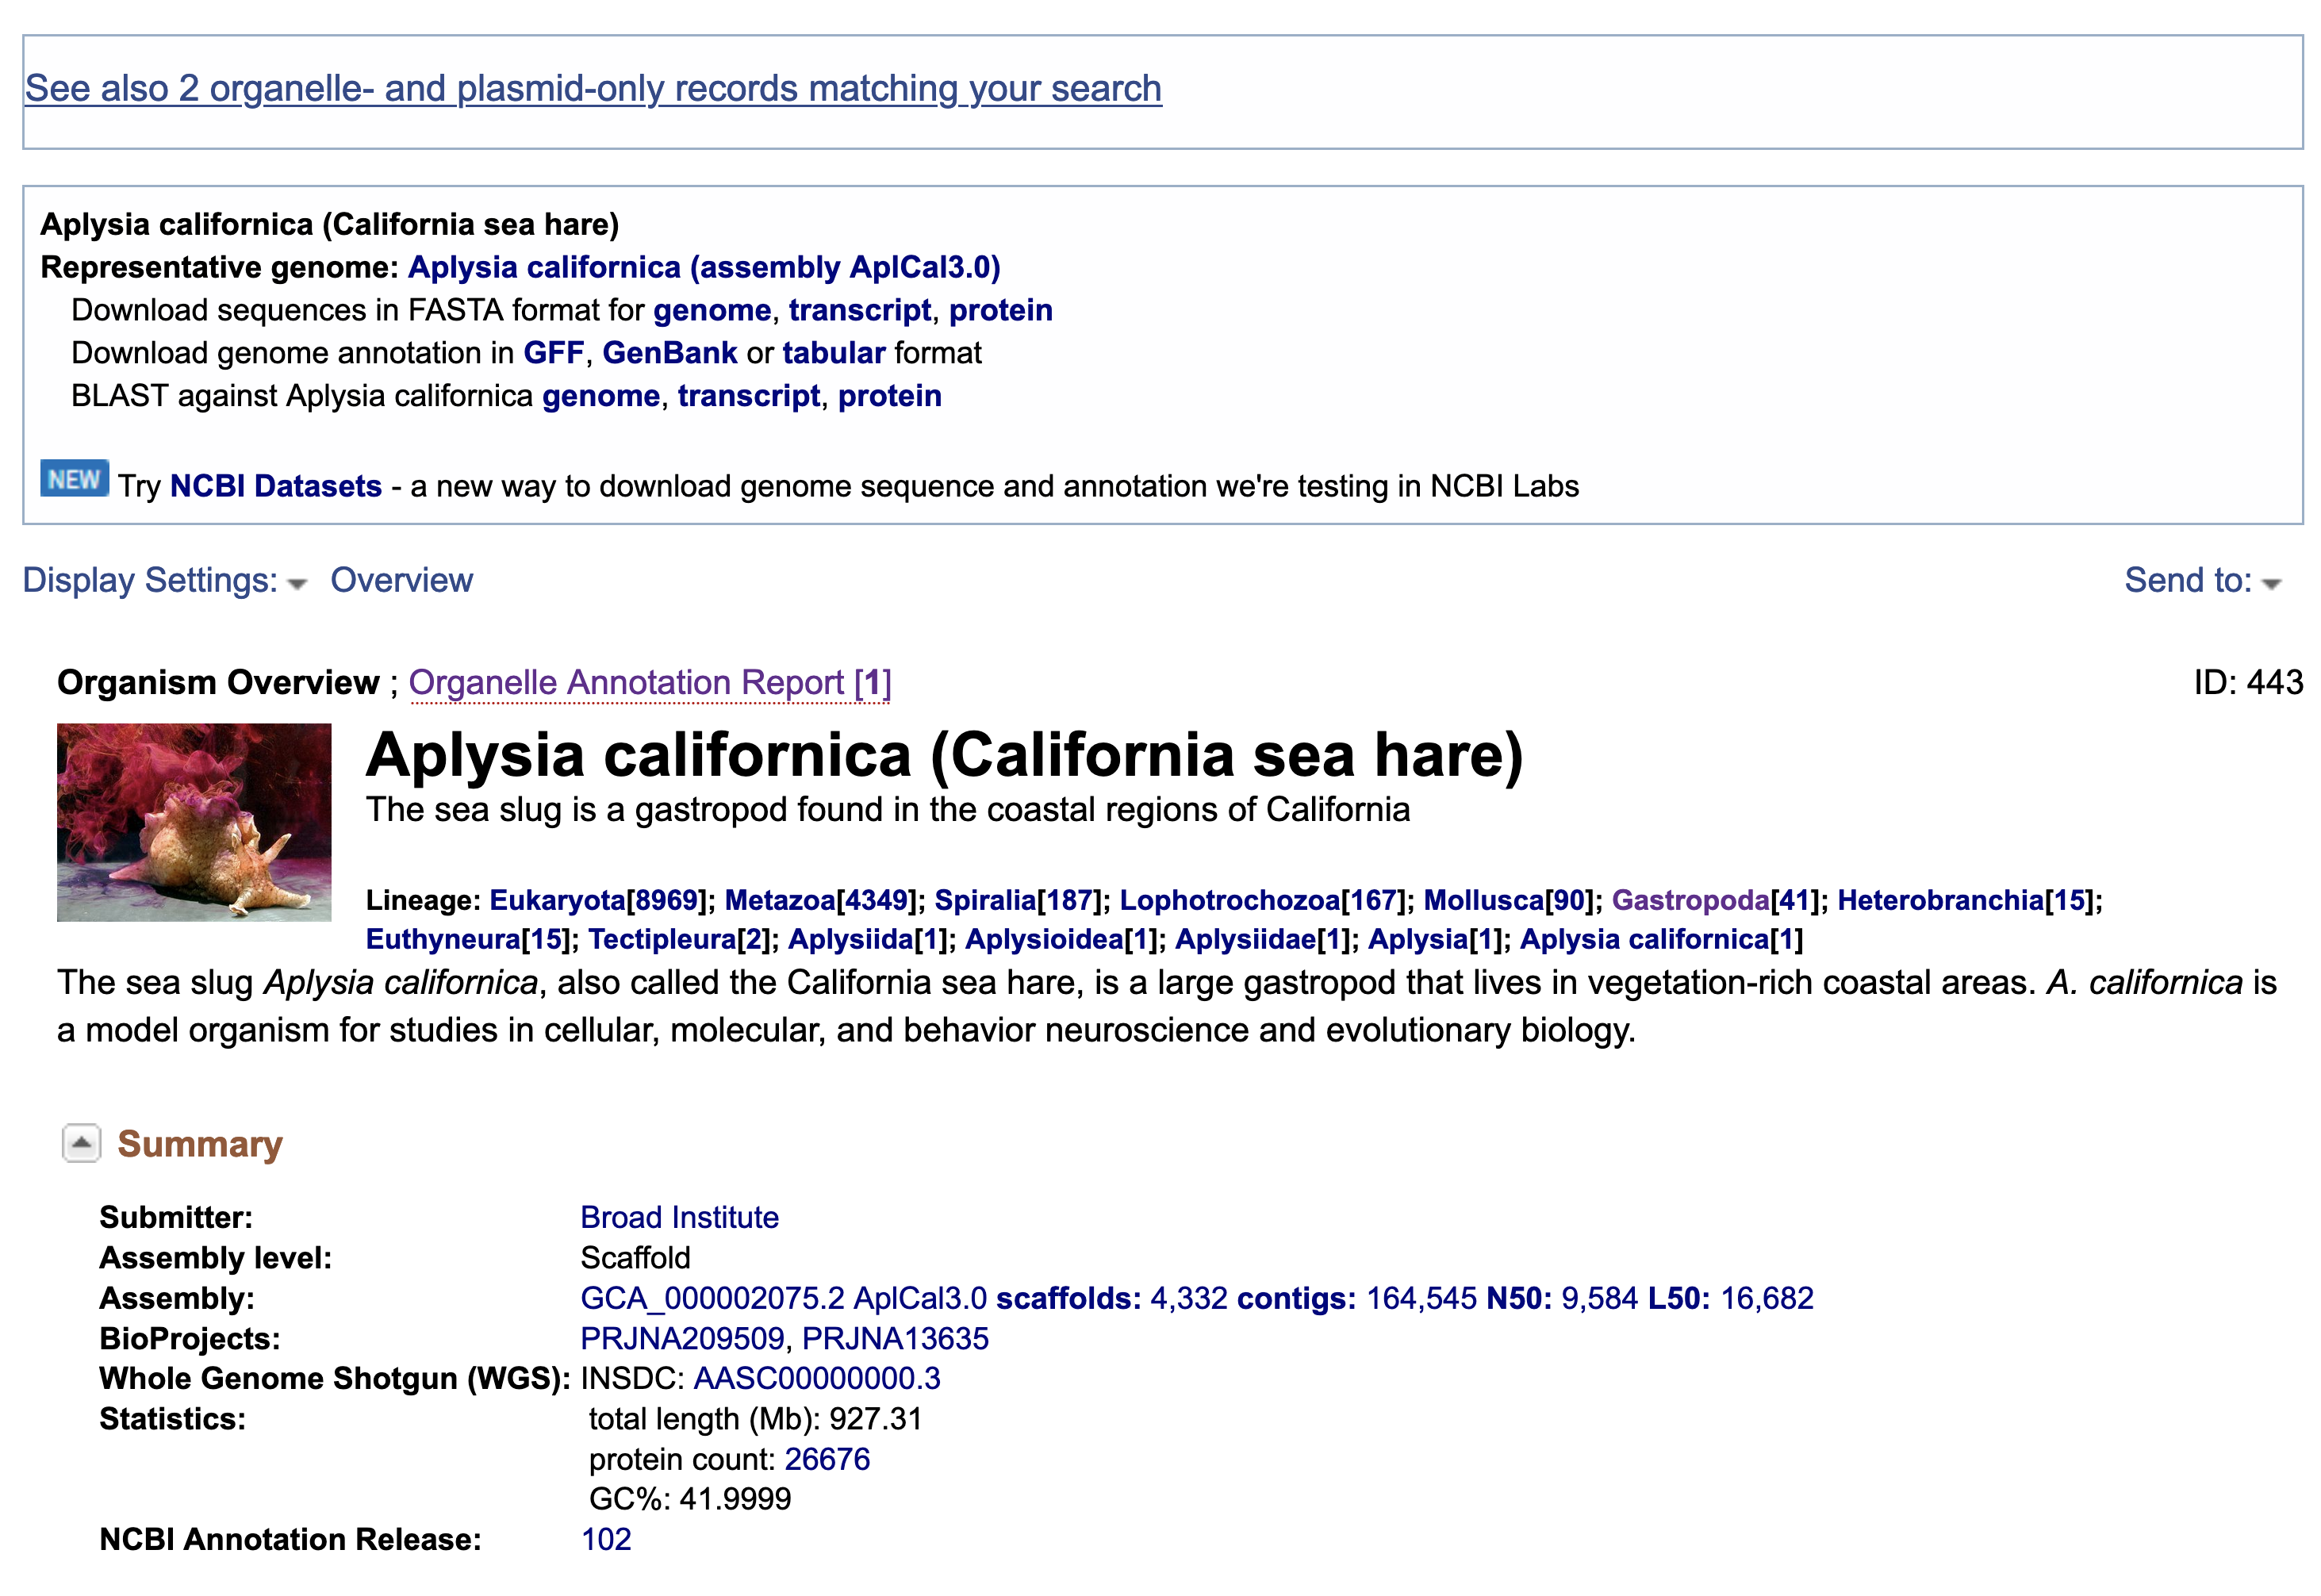 See also 2 organelle- and plasmid-only records matching your search
Aplysia californica (California sea hare)
Representative genome: Aplysia californica (assembly AplCal3.0)
Download sequences in FASTA format for genome, transcript, protein
Download genome annotation in GFF, GenBank or tabular format
BLAST against Aplysia californica genome, transcript, protein
NEW Try NCBI Datasets - a new way to download genome sequence and annotation we're testing in NCBI Labs
Display Settings: Overview Send to:
Organism Overview ; Organelle Annotation Report [1] ID: 443
Aplysia californica (California sea hare)
The sea slug is a gastropod found in the coastal regions of California
Lineage: Eukaryota[8969]; Metazoa[4349]; Spiralia[187]; Lophotrochozoa[167]; Mollusca[90]; Gastropoda[41]; Heterobranchia[15];
Euthyneura[15]; Tectipleura[2]; Aplysiida[1]; Aplysioidea[1]; Aplysiidae[1]; Aplysia[1]; Aplysia californica[1]
The sea slug Aplysia californica, also called the California sea hare, is a large gastropod that lives in vegetation-rich coastal areas. A. californica is
a model organism for studies in cellular, molecular, and behavior neuroscience and evolutionary biology.
Summary
Submitter: Broad Institute
Assembly level: Scaffold
Assembly: GCA_000002075.2 AplCal3.0 scaffolds: 4,332 contigs: 164,545 N50: 9,584 L50: 16,682
BioProjects: PRJNA209509, PRJNA13635
Whole Genome Shotgun (WGS): INSDC: AASC00000000.3
Statistics: total length (Mb): 927.31
protein count: 26676
GC%: 41.9999
NCBI Annotation Release: 102